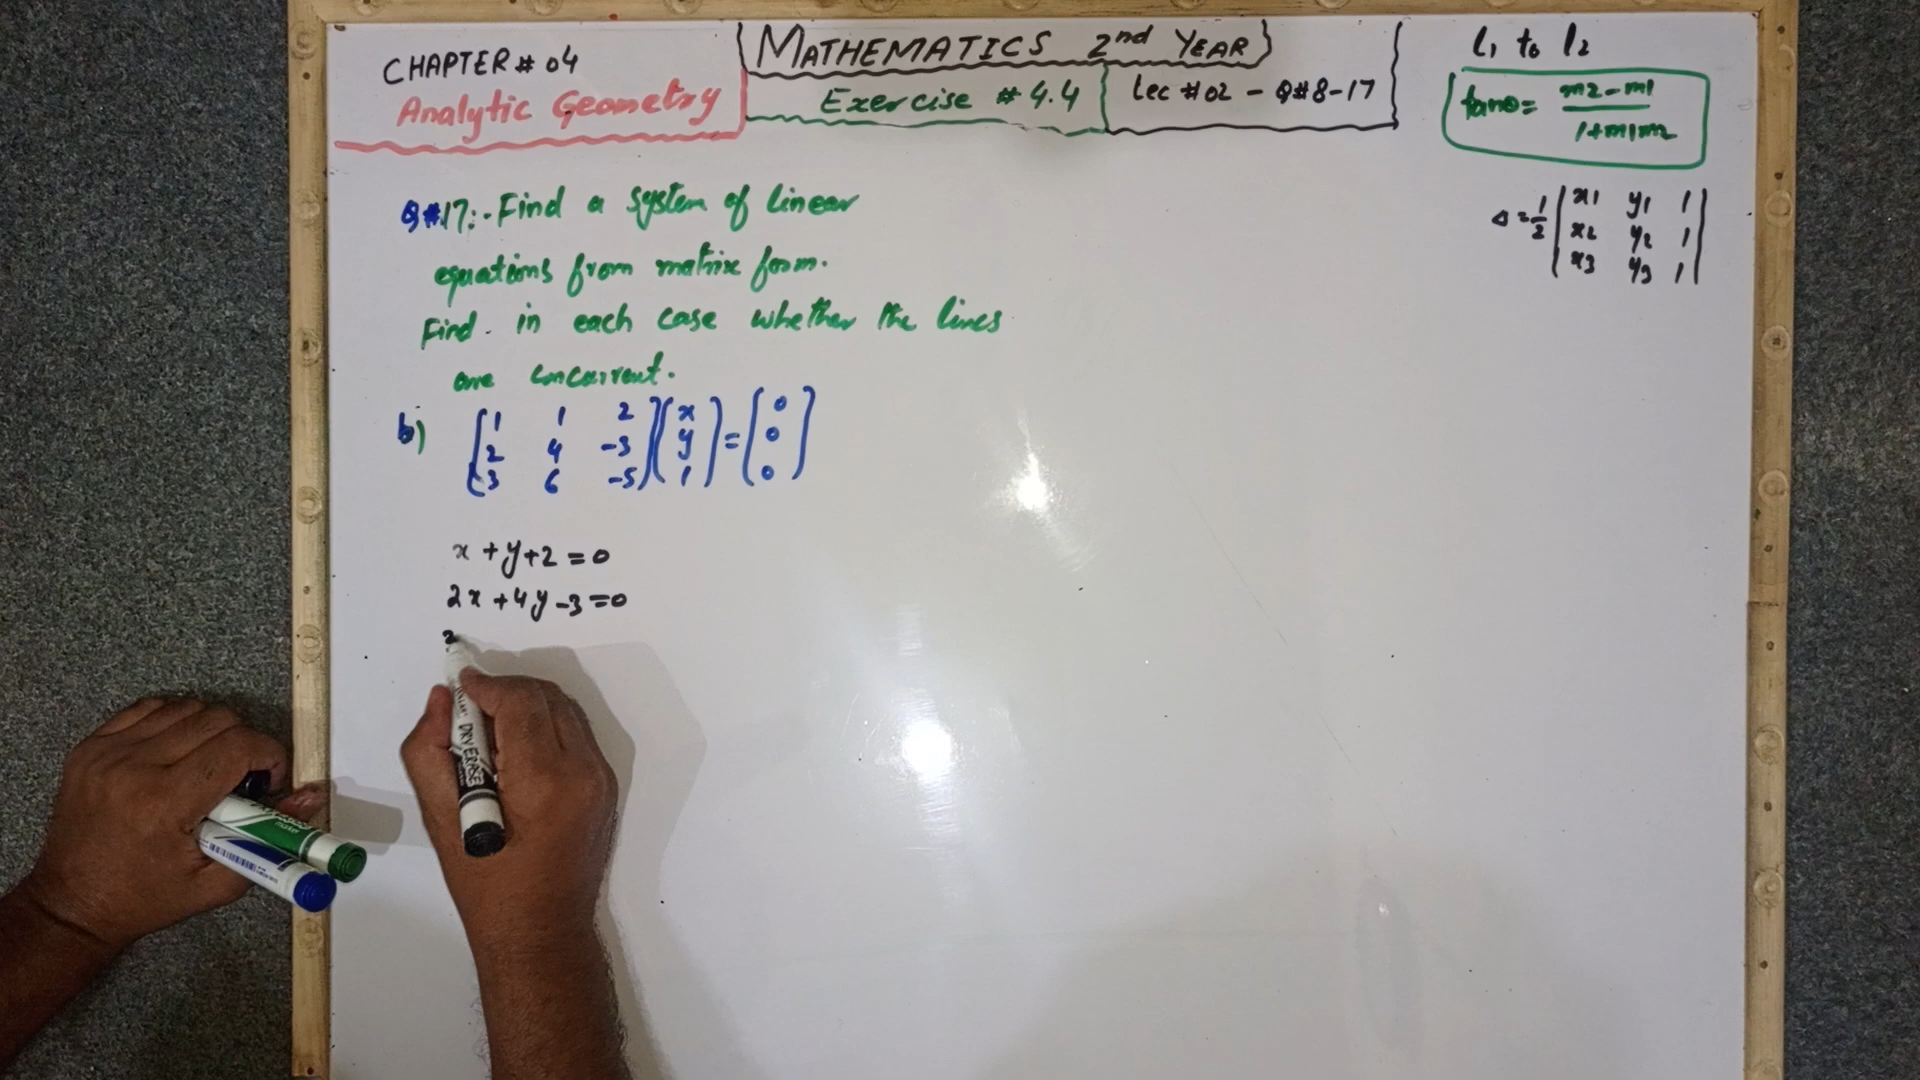 CHAPTER # 04
Analytic Geometry
MATHEMATICS 2nd YEAR
Exercise # 4.4
Lec #02 - Q#8-17
l1 to l2
tanθ = m2-m1 / 1+m1m2
Δ = 1/2 | x1 y1 1 |
| x2 y2 1 |
| x3 y3 1 |
Q#17:- Find a system of linear
equations from matrix form.
Find in each case whether the lines
are concurrent.
b) [ 1 1 2 ] [ x ] = [ 0 ]
[ 2 4 -3 ] [ y ] [ 0 ]
[ 3 6 -5 ] [ 1 ] [ 0 ]
x + y + 2 = 0
2x + 4y - 3 = 0
DRY ERASE